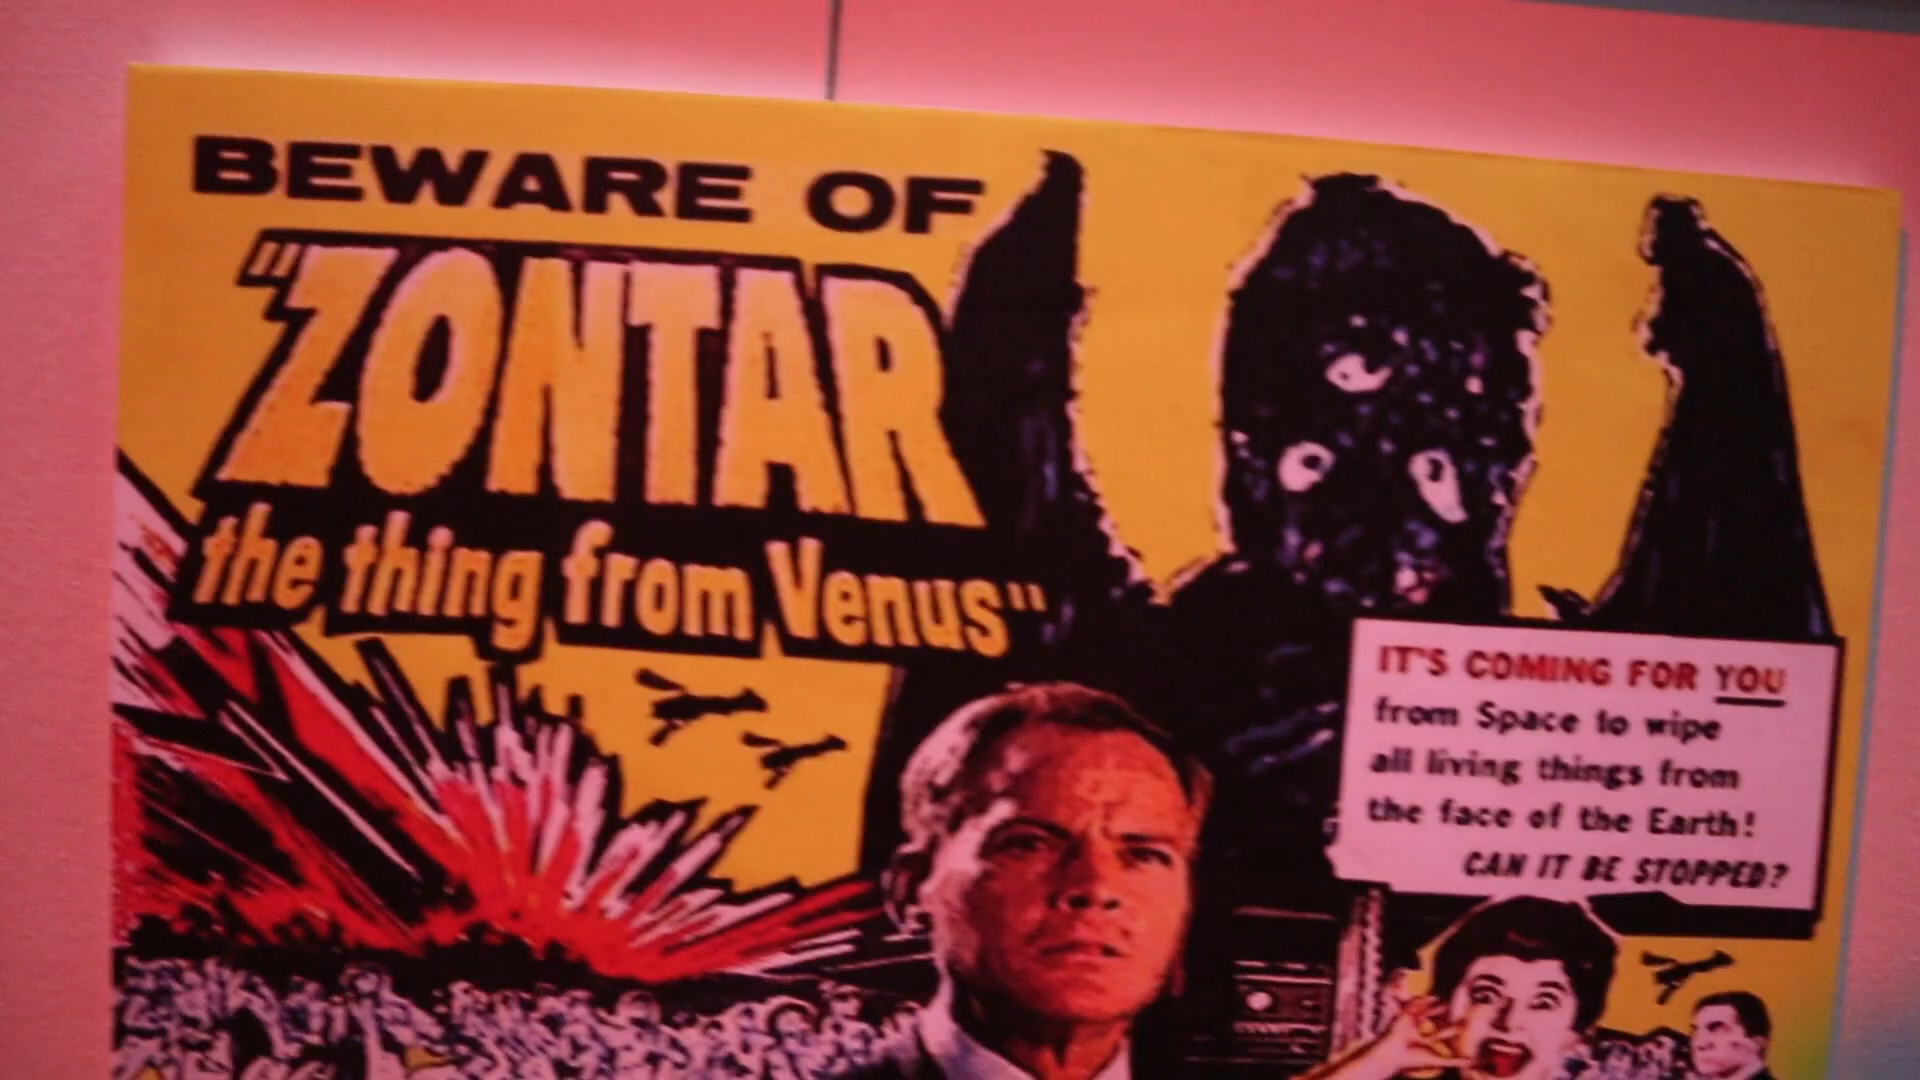 BEWARE OF
"ZONTAR
the thing from Venus"
IT'S COMING FOR YOU
from Space to wipe
all living things from
the face of the Earth!
CAN IT BE STOPPED?